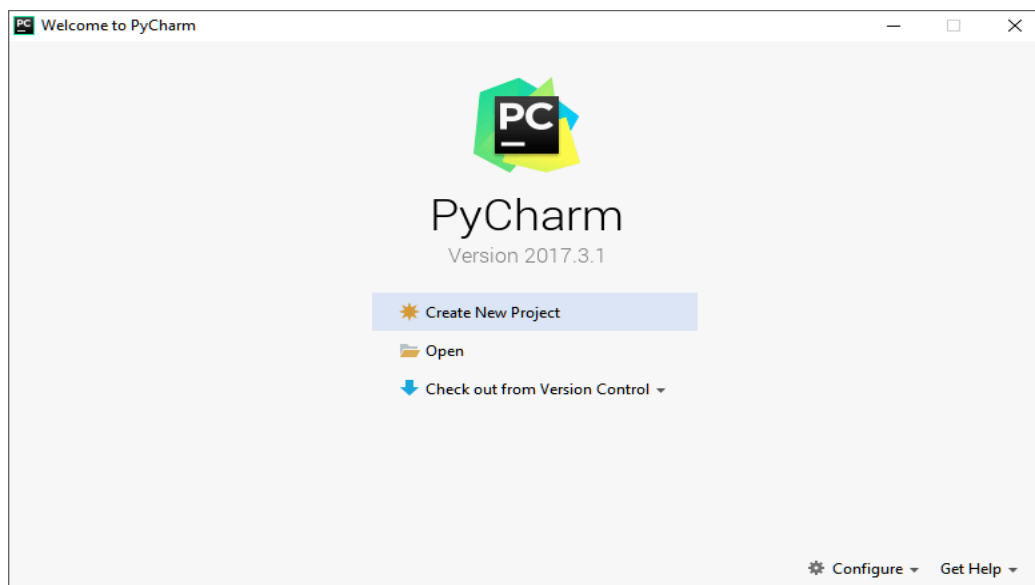 Welcome to PyCharm
PC
PyCharm
Version 2017.3.1
Create New Project
Open
Check out from Version Control
Configure Get Help